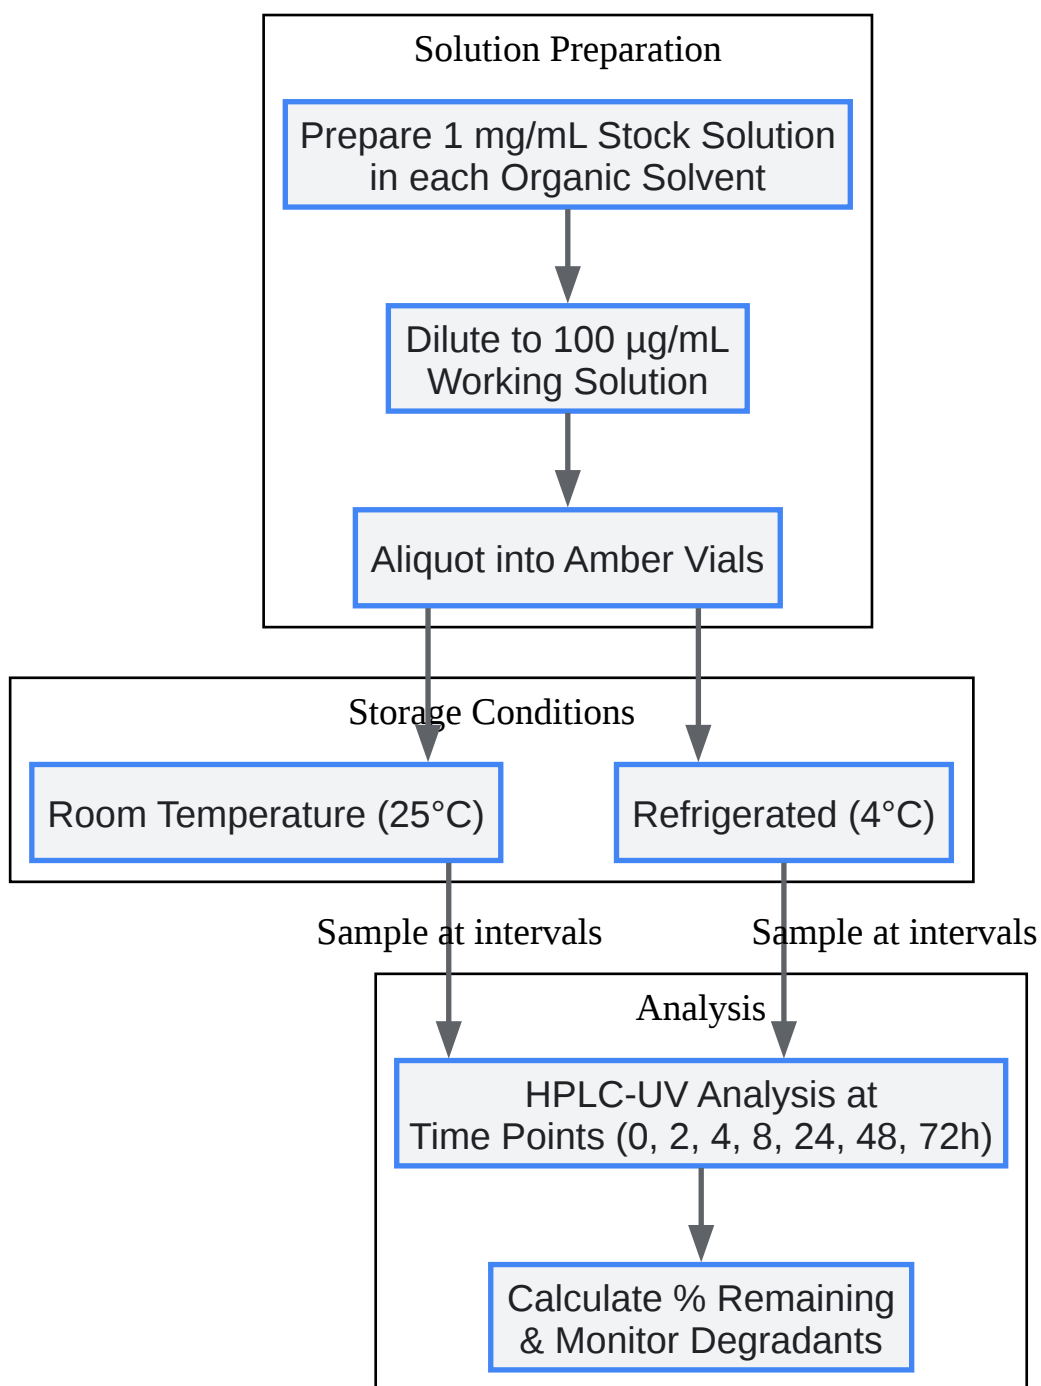 Solution Preparation
Prepare 1 mg/mL Stock Solution
in each Organic Solvent
Dilute to 100 µg/mL
Working Solution
Aliquot into Amber Vials
Storage Conditions
Room Temperature (25°C)
Refrigerated (4°C)
Sample at intervals
Sample at intervals
Analysis
HPLC-UV Analysis at
Time Points (0, 2, 4, 8, 24, 48, 72h)
Calculate % Remaining
& Monitor Degradants